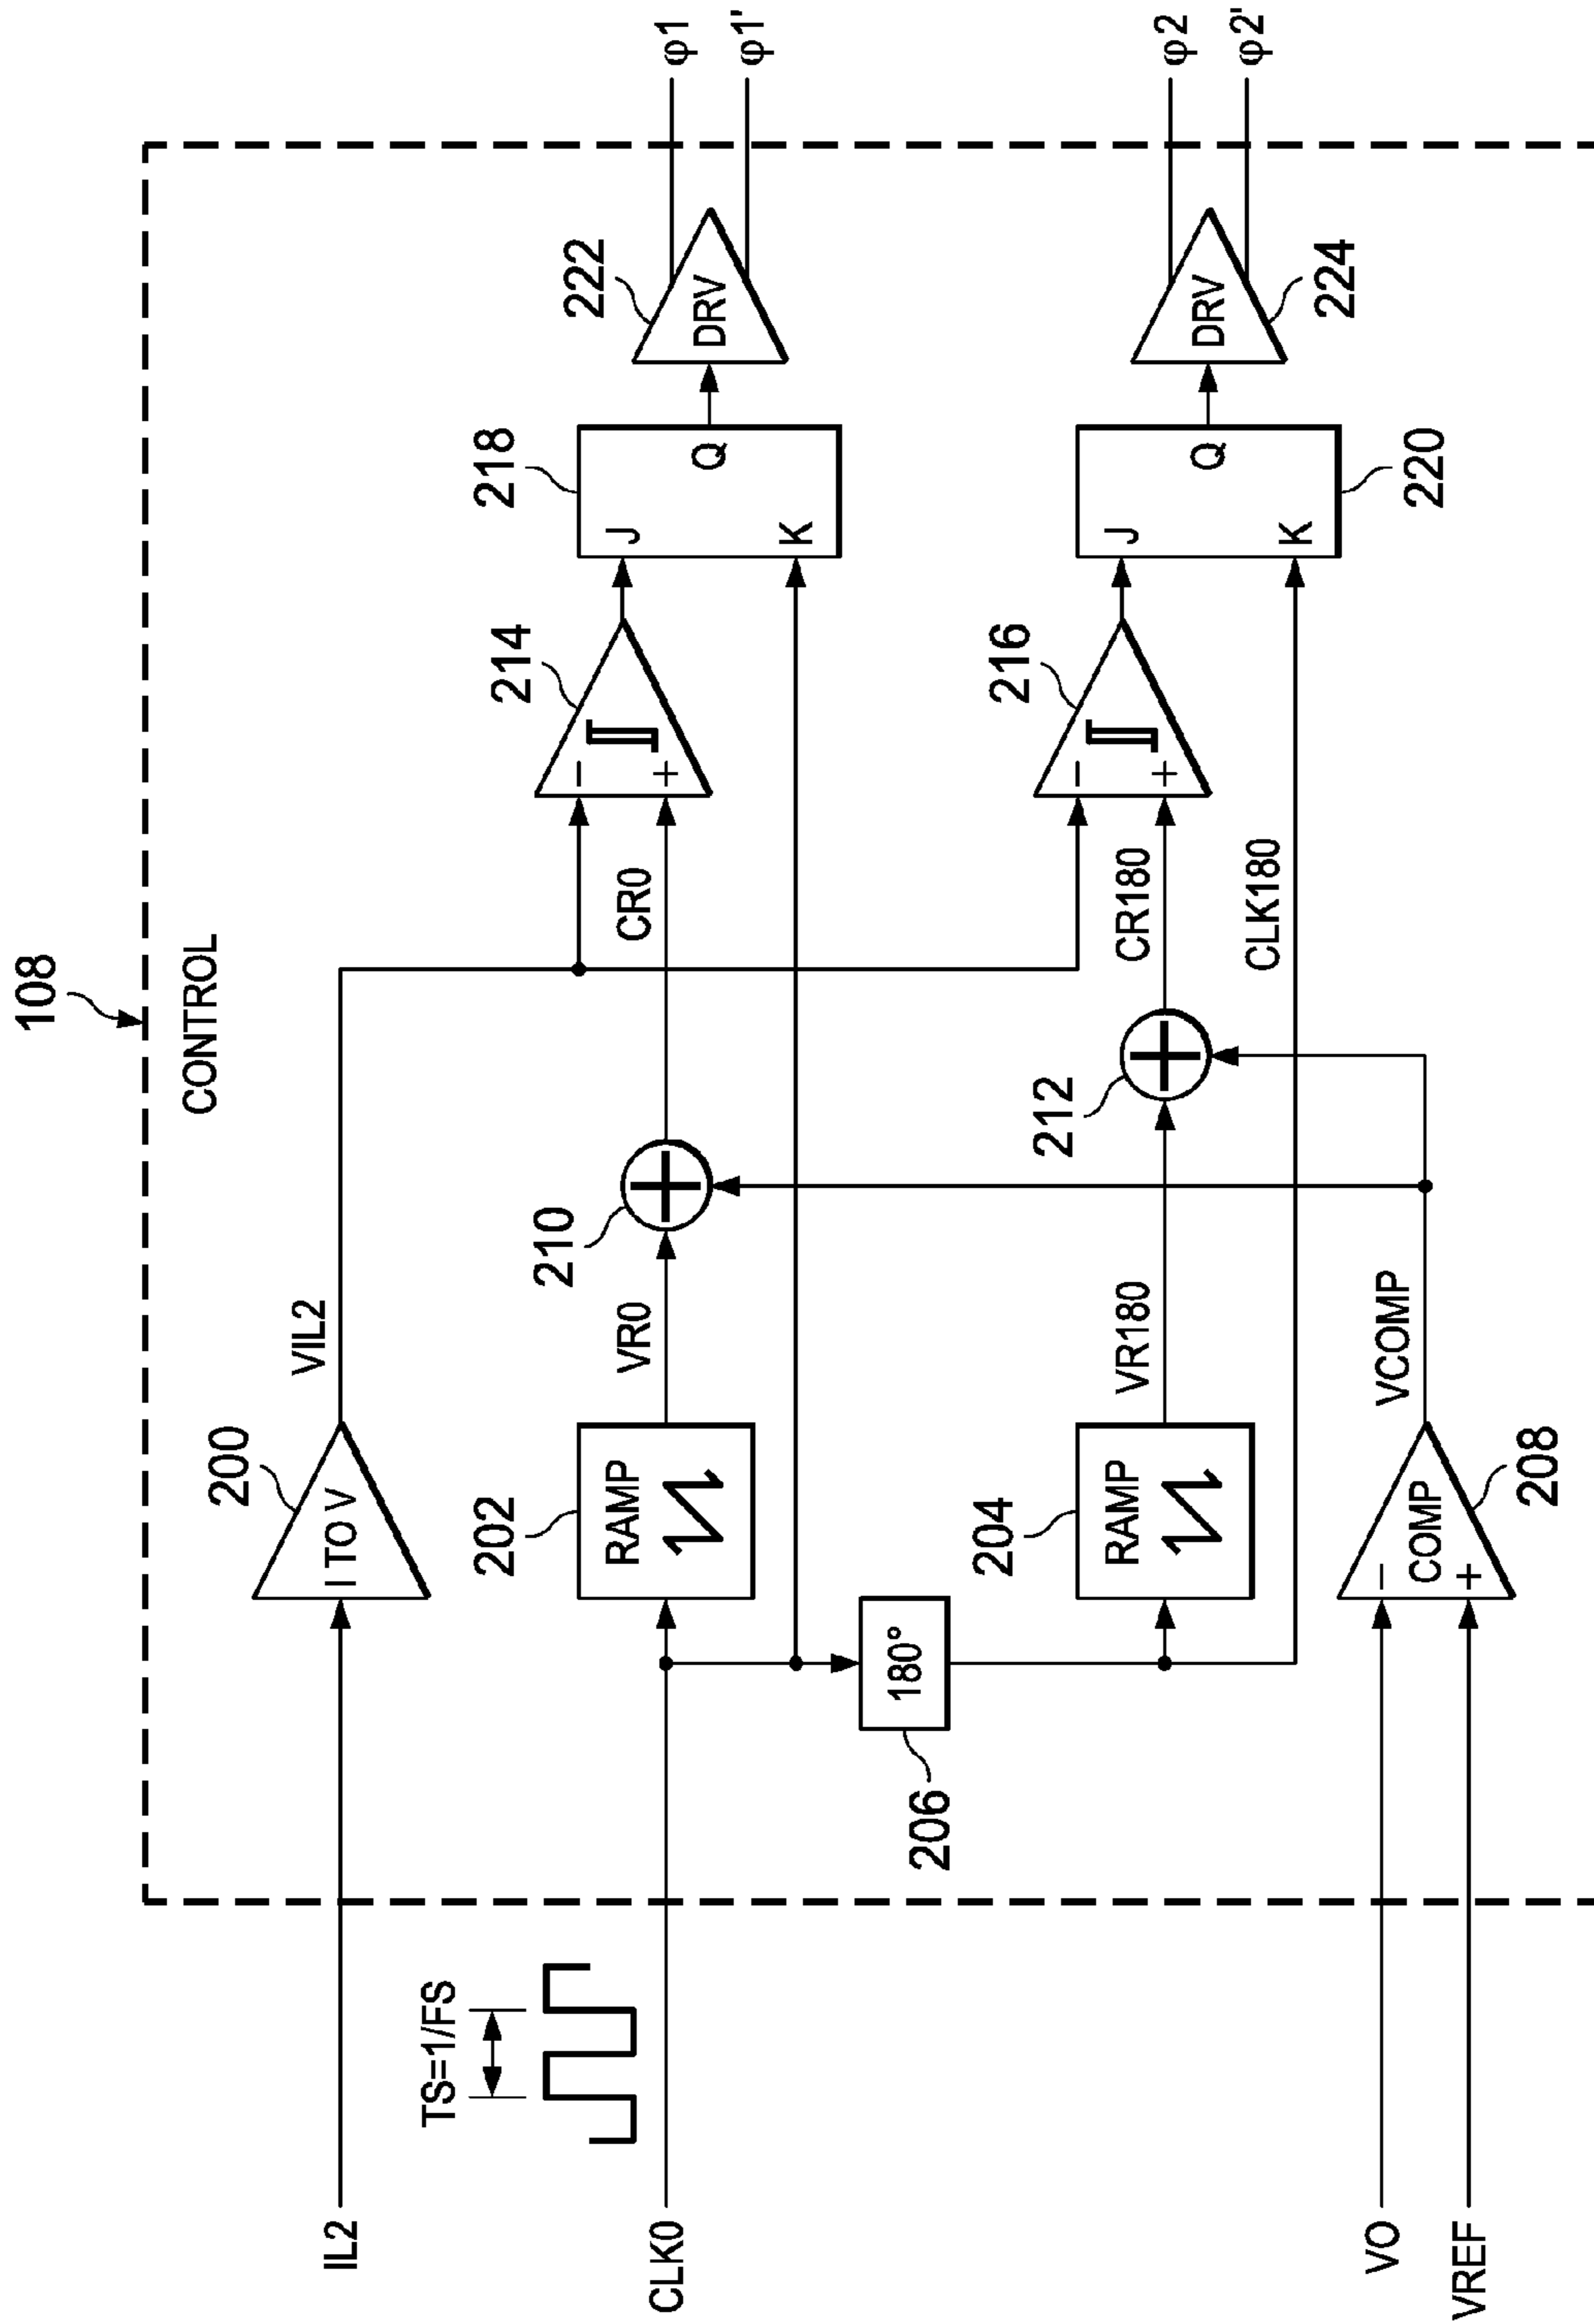 108
CONTROL
IL2
200
I TO V
VIL2
TS=1/FS
CLK0
202
RAMP
VR0
210
CR0
214
-
+
218
J
K
Q
222
DRV
φ1
φ1'
206
180°
204
RAMP
VR180
212
CR180
CLK180
216
-
+
220
J
K
Q
224
DRV
φ2
φ2'
VO
VREF
-
+
COMP
208
VCOMP